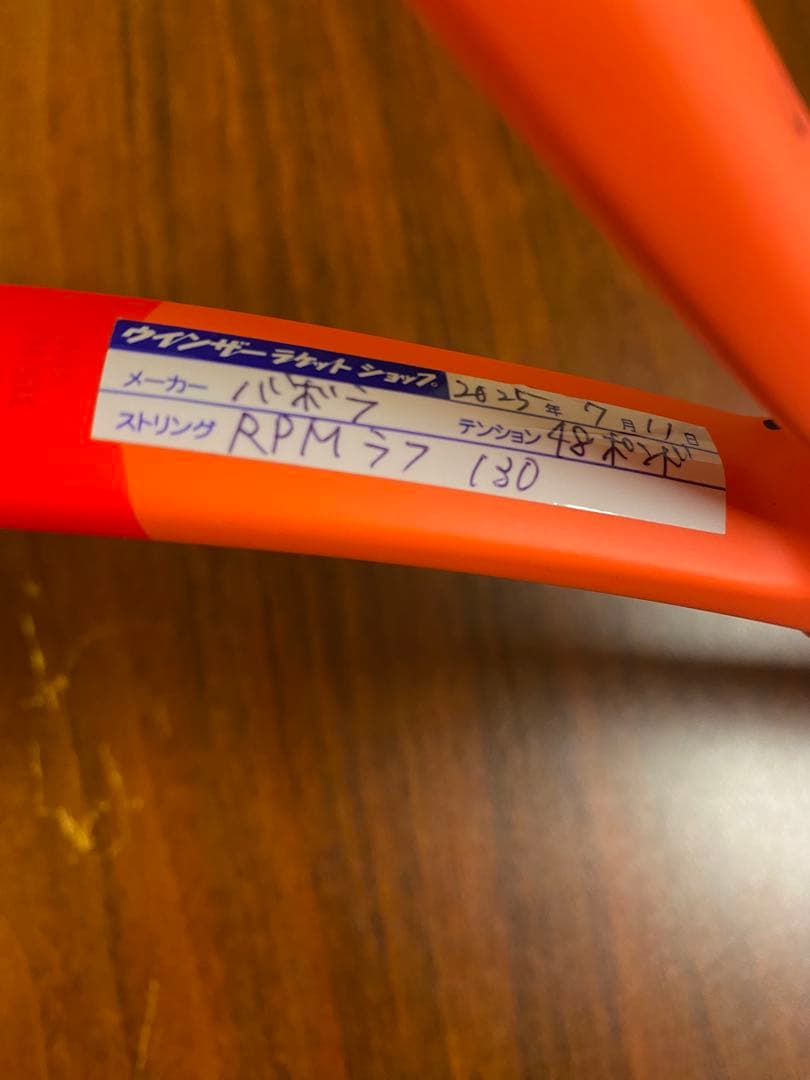 ウインザーラケットショップ 2025年7月11日
メーカー バボラ テンション 48ポンド
ストリング RPMラフ 130